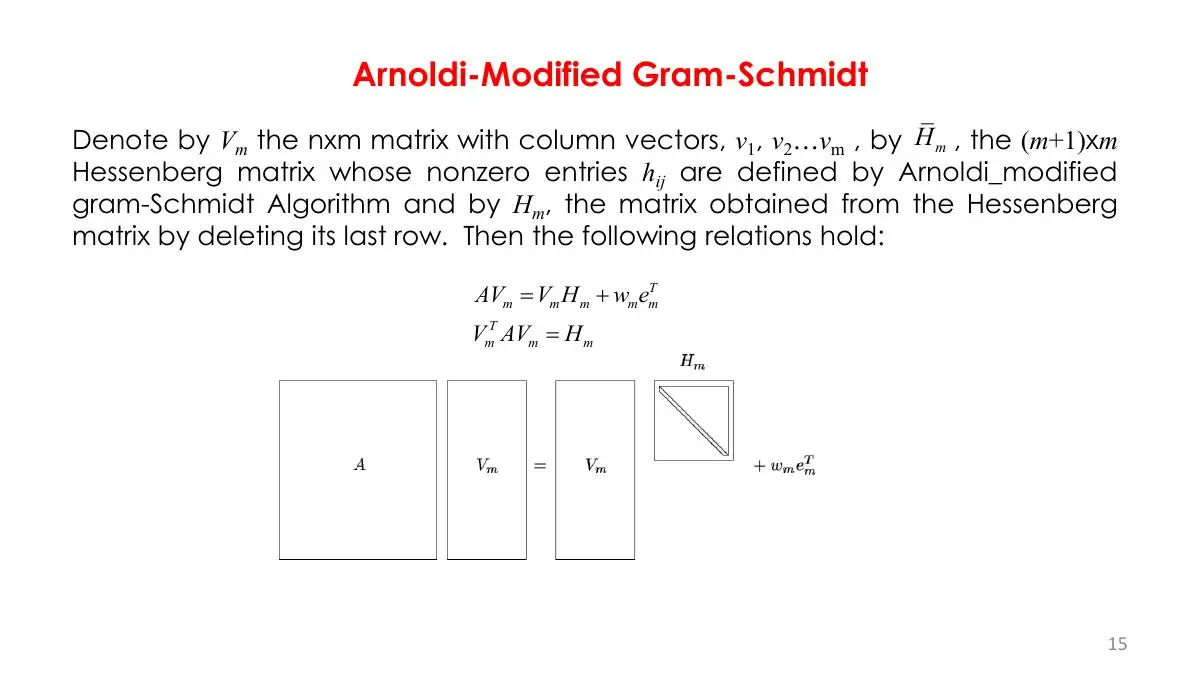 Arnoldi-Modified Gram-Schmidt
Denote by Vₘ the nxm matrix with column vectors, v₁, v₂…vₘ , by H̅ₘ , the (m+1)xm
Hessenberg matrix whose nonzero entries hᵢⱼ are defined by Arnoldi_modified
gram-Schmidt Algorithm and by Hₘ, the matrix obtained from the Hessenberg
matrix by deleting its last row. Then the following relations hold:
AVₘ = VₘHₘ + wₘeₘᵀ
VₘᵀAVₘ = Hₘ
Hₘ
A Vₘ = Vₘ + wₘeₘᵀ
15